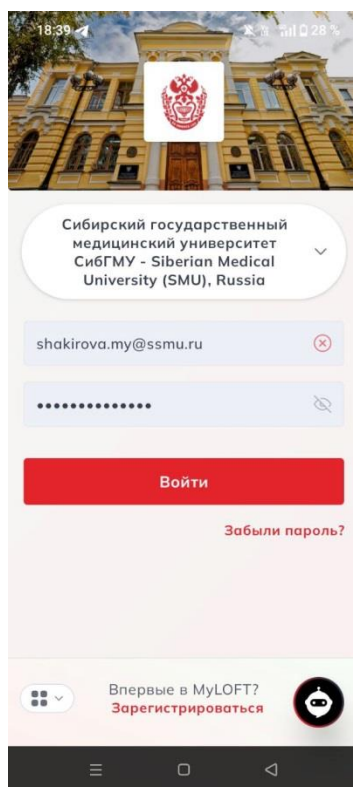 18:39
28 %
Сибирский государственный
медицинский университет
СибГМУ - Siberian Medical
University (SMU), Russia
shakirova.my@ssmu.ru
••••••••••••••
Войти
Забыли пароль?
Впервые в MyLOFT?
Зарегистрироваться